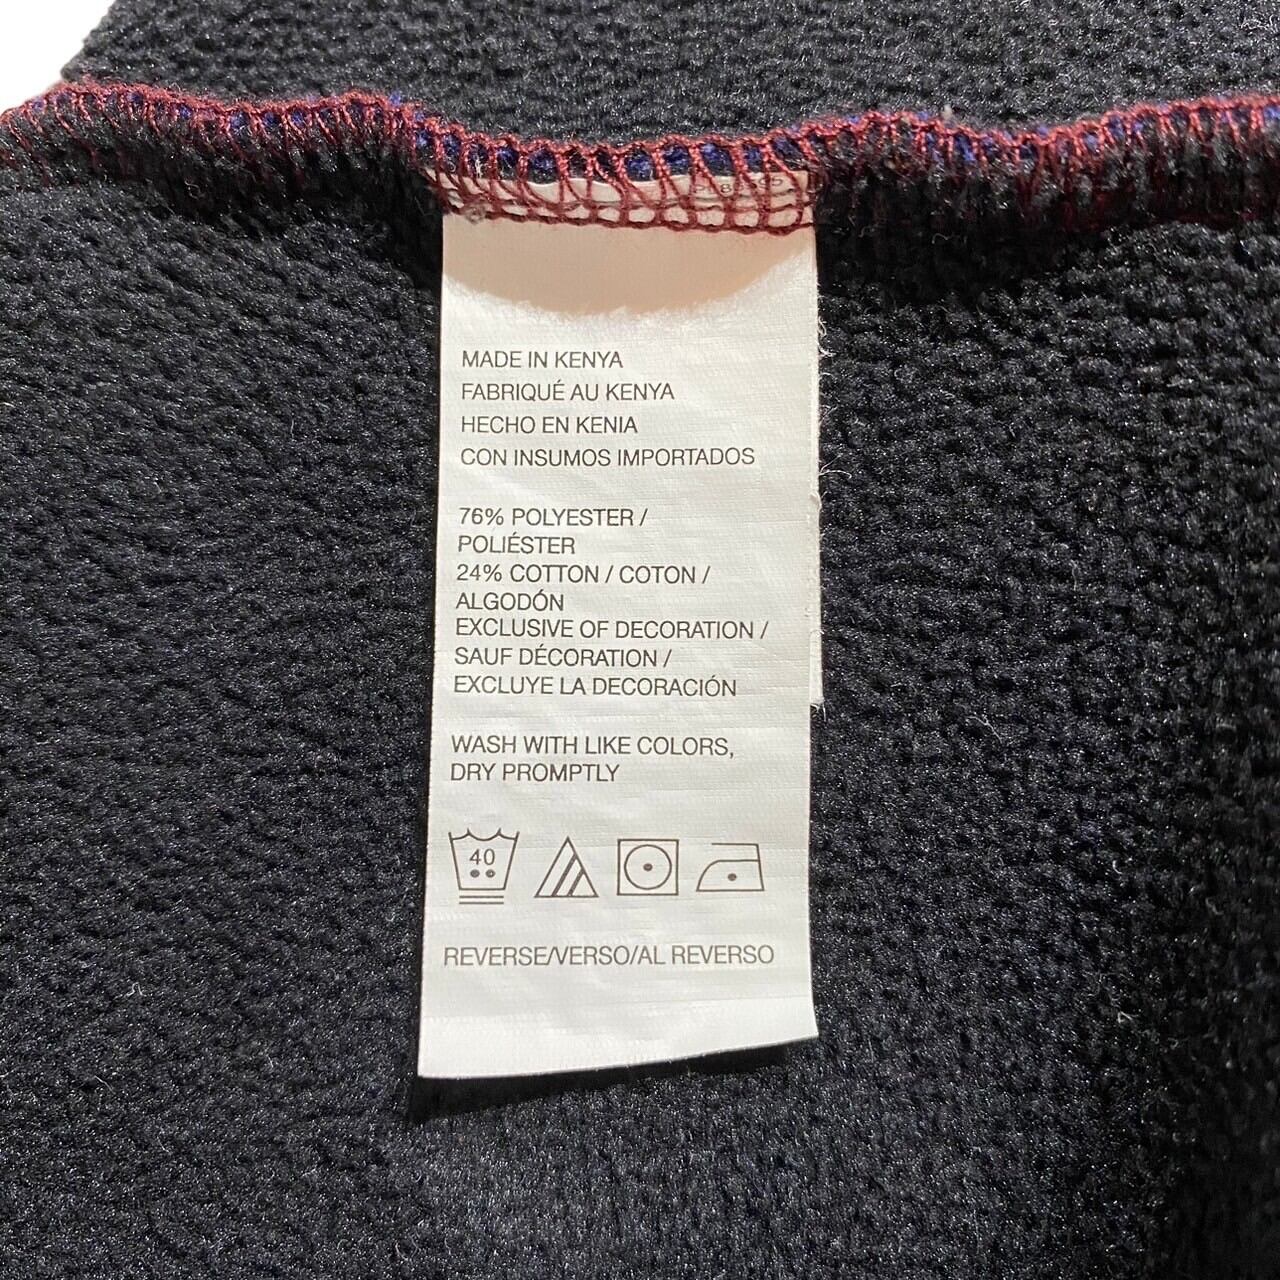 MADE IN KENYA
FABRIQUÉ AU KENYA
HECHO EN KENIA
CON INSUMOS IMPORTADOS
76% POLYESTER /
POLIÉSTER
24% COTTON / COTON /
ALGODÓN
EXCLUSIVE OF DECORATION /
SAUF DÉCORATION /
EXCLUYE LA DECORACIÓN
WASH WITH LIKE COLORS,
DRY PROMPTLY
40
REVERSE/VERSO/AL REVERSO